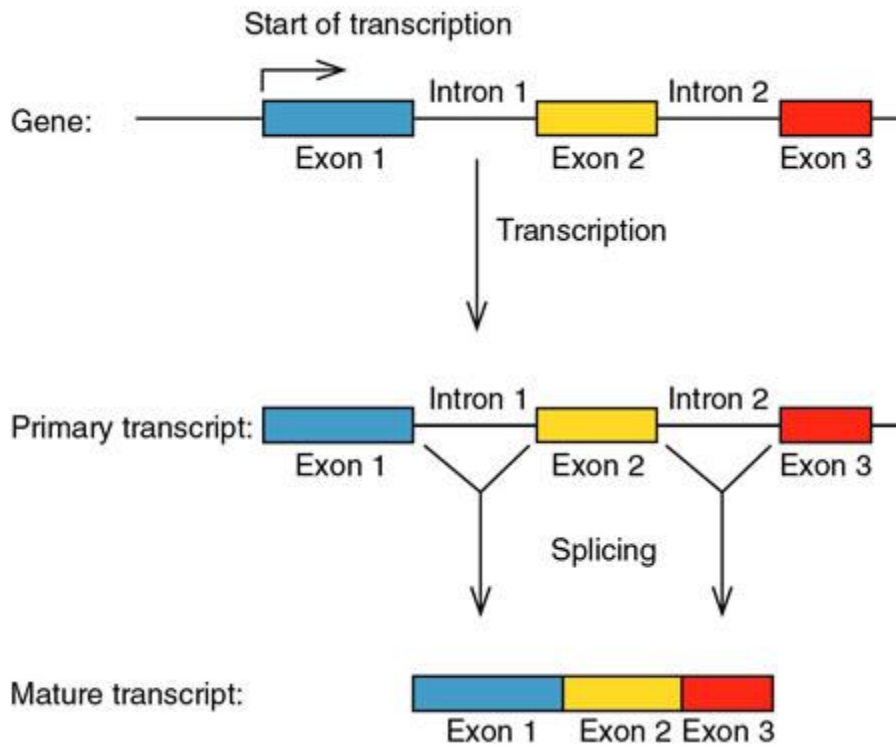 Start of transcription
Intron 1 Intron 2
Gene:
Exon 1 Exon 2 Exon 3
Transcription
Intron 1 Intron 2
Primary transcript:
Exon 1 Exon 2 Exon 3
Splicing
Mature transcript:
Exon 1 Exon 2 Exon 3